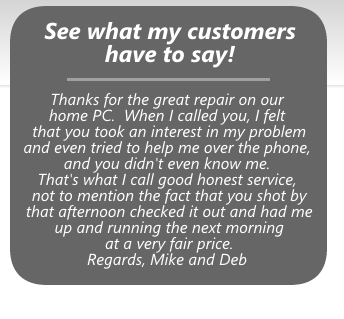 See what my customers
have to say!
Thanks for the great repair on our
home PC.  When I called you, I felt
that you took an interest in my problem
and even tried to help me over the phone,
and you didn't even know me.
That's what I call good honest service,
not to mention the fact that you shot by
that afternoon checked it out and had me
up and running the next morning
at a very fair price.
Regards, Mike and Deb